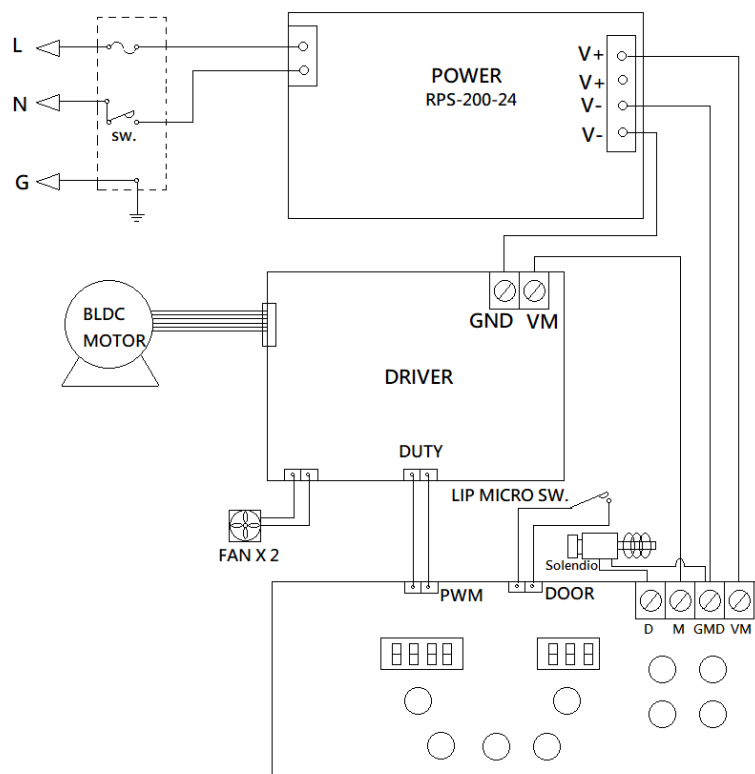 L
N
G
SW.
POWER
RPS-200-24
V+
V+
V-
V-
BLDC
MOTOR
GND
VM
DRIVER
DUTY
FAN X 2
LIP MICRO SW.
Solendio
PWM
DOOR
D
M
GMD
VM